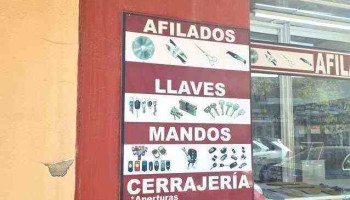 AFILADOS
AFIL
LLAVES
MANDOS
CERRAJERÍA
*Aperturas